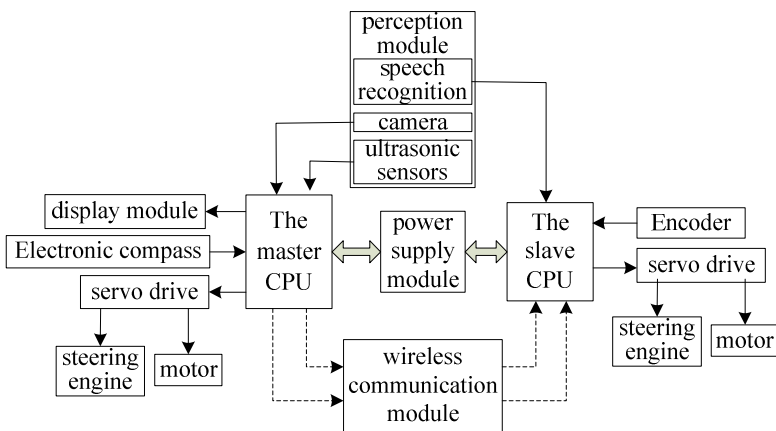 perception
module
speech
recognition
camera
ultrasonic
sensors
display module
Electronic compass
servo drive
steering
engine
motor
The
master
CPU
power
supply
module
The
slave
CPU
Encoder
servo drive
steering
engine
motor
wireless
communication
module